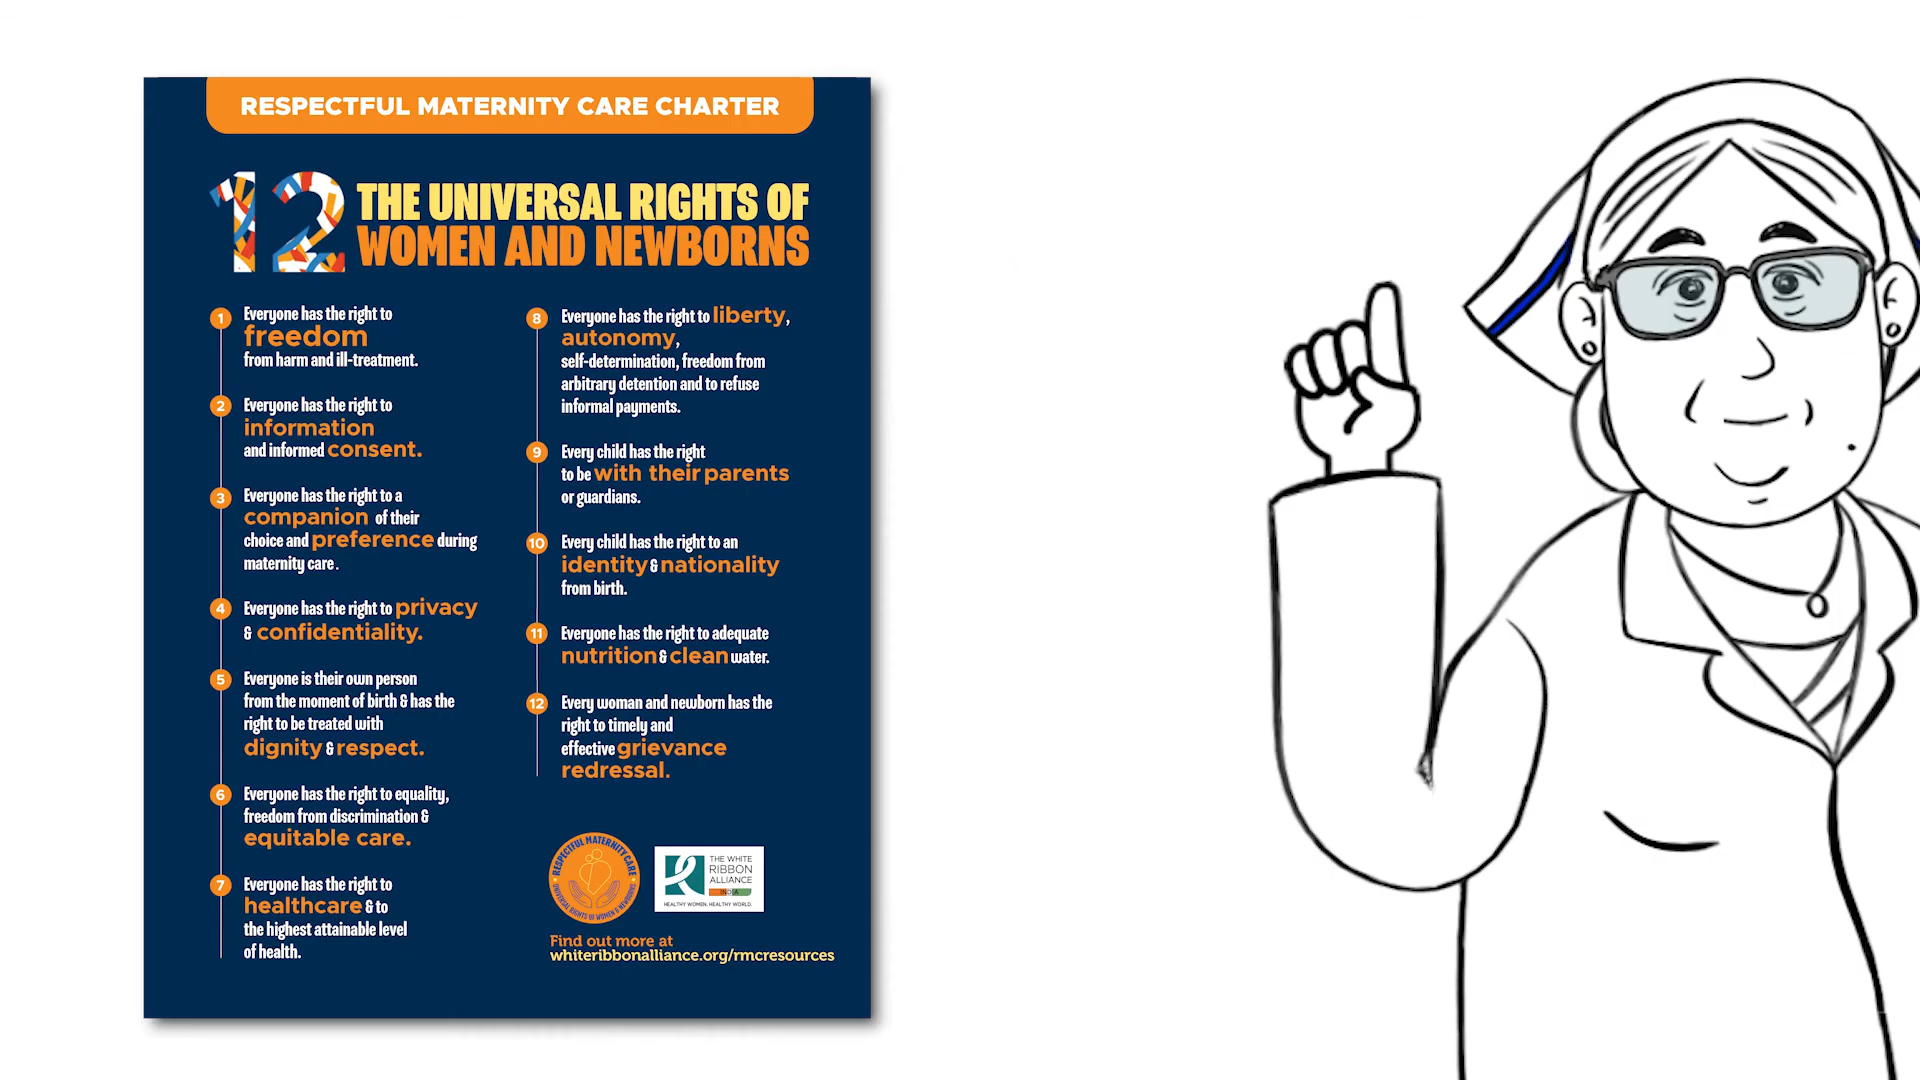 RESPECTFUL MATERNITY CARE CHARTER
12 THE UNIVERSAL RIGHTS OF
WOMEN AND NEWBORNS
1 Everyone has the right to
freedom
from harm and ill-treatment.
2 Everyone has the right to
information
and informed consent.
3 Everyone has the right to a
companion of their
choice and preference during
maternity care.
4 Everyone has the right to privacy
& confidentiality.
5 Everyone is their own person
from the moment of birth & has the
right to be treated with
dignity & respect.
6 Everyone has the right to equality,
freedom from discrimination &
equitable care.
7 Everyone has the right to
healthcare & to
the highest attainable level
of health.
8 Everyone has the right to liberty,
autonomy,
self-determination, freedom from
arbitrary detention and to refuse
informal payments.
9 Every child has the right
to be with their parents
or guardians.
10 Every child has the right to an
identity & nationality
from birth.
11 Everyone has the right to adequate
nutrition & clean water.
12 Every woman and newborn has the
right to timely and
effective grievance
redressal.
RESPECTFUL MATERNITY CARE
UNIVERSAL RIGHTS OF WOMEN & NEWBORNS
THE WHITE
RIBBON
ALLIANCE
INDIA
HEALTHY WOMEN. HEALTHY WORLD.
Find out more at
whiteribbonalliance.org/rmcresources